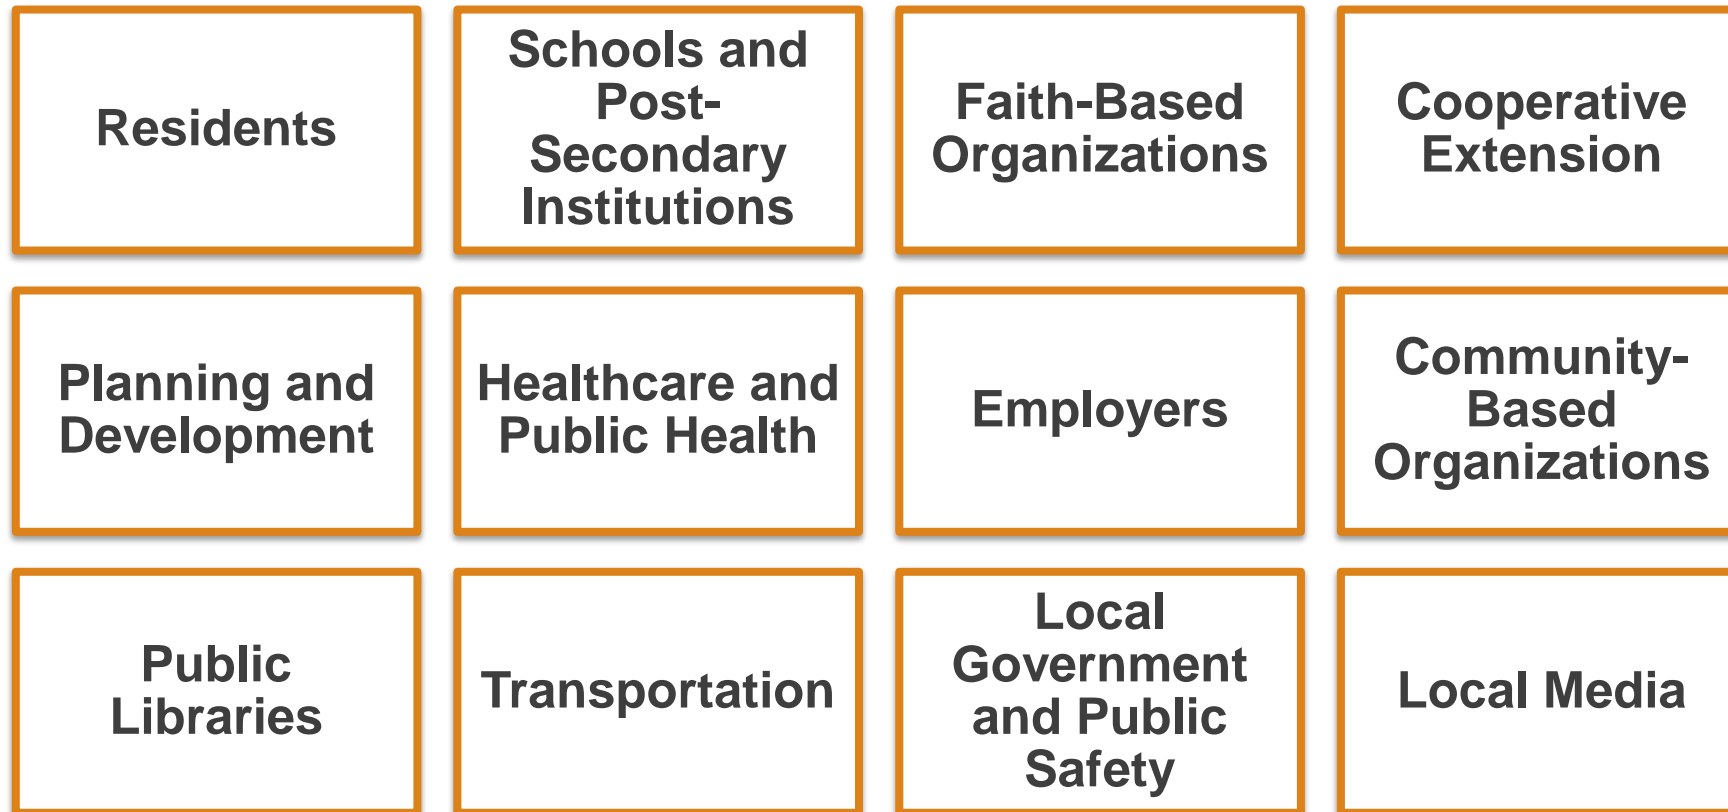 Residents
Schools and
Post-
Secondary
Institutions
Faith-Based
Organizations
Cooperative
Extension
Planning and
Development
Healthcare and
Public Health
Employers
Community-
Based
Organizations
Public
Libraries
Transportation
Local
Government
and Public
Safety
Local Media